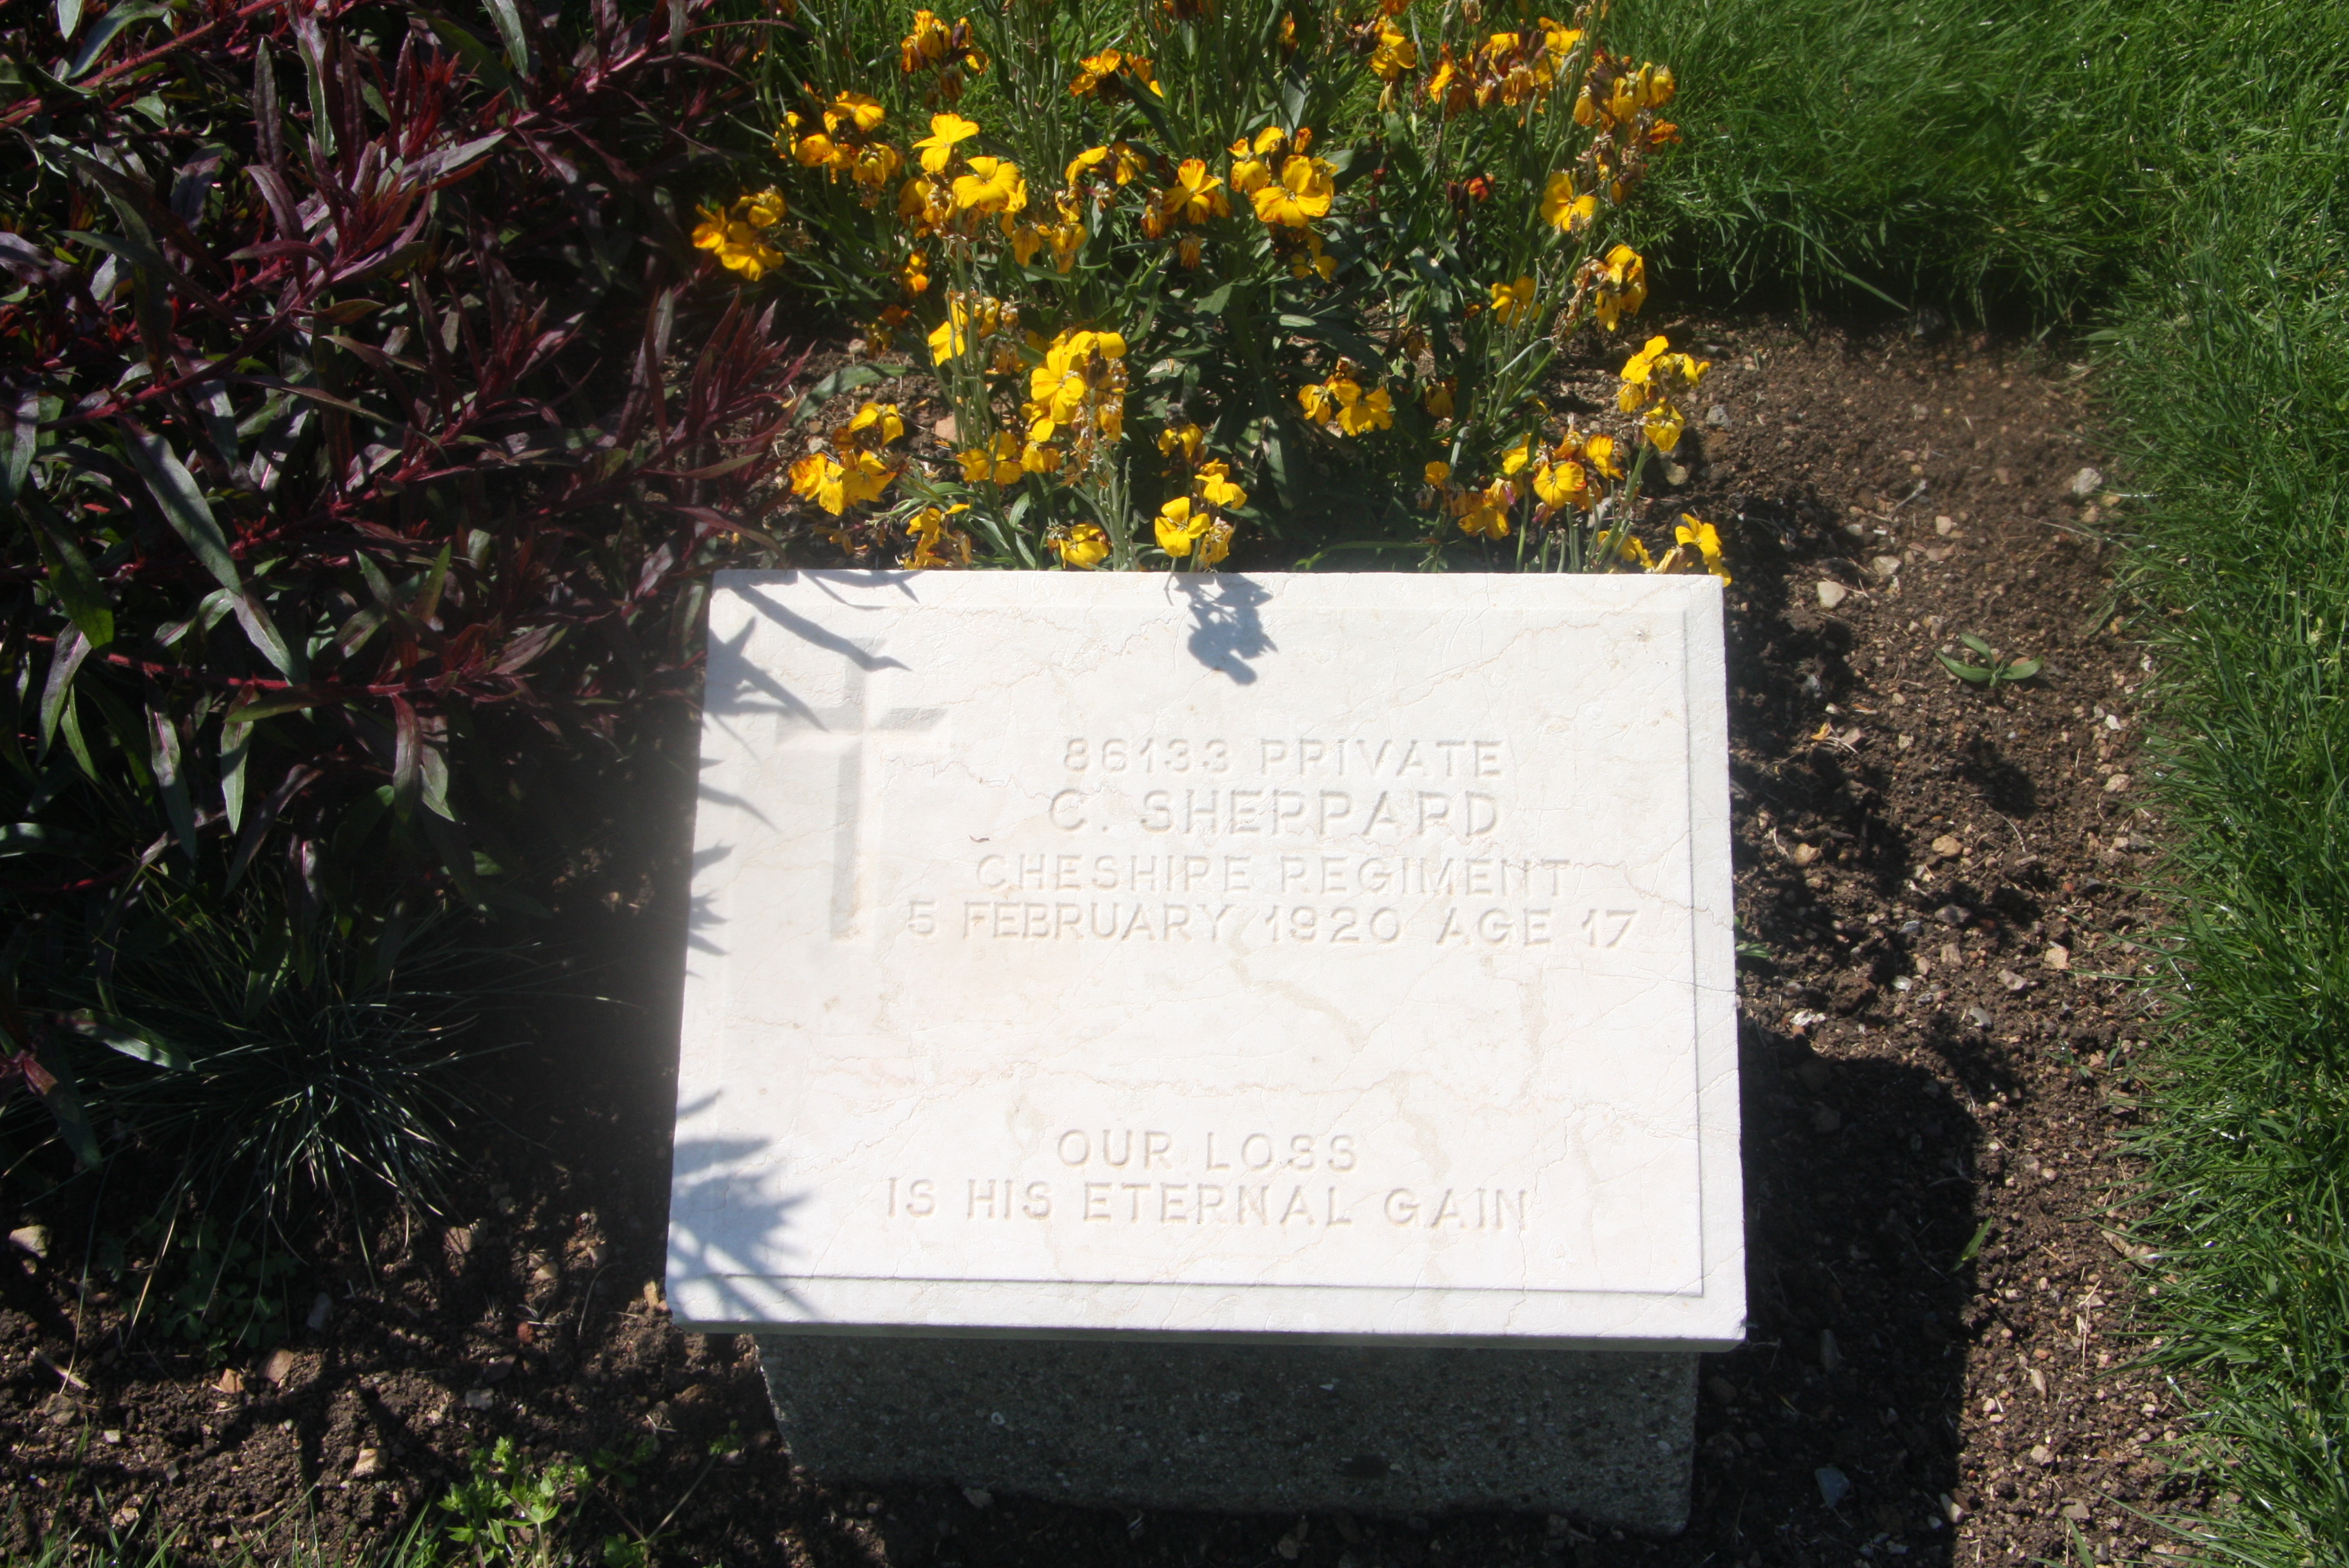 86133 PRIVATE
C. SHEPPARD
CHESHIRE REGIMENT
5 FEBRUARY 1920 AGE 17
OUR LOSS
IS HIS ETERNAL GAIN